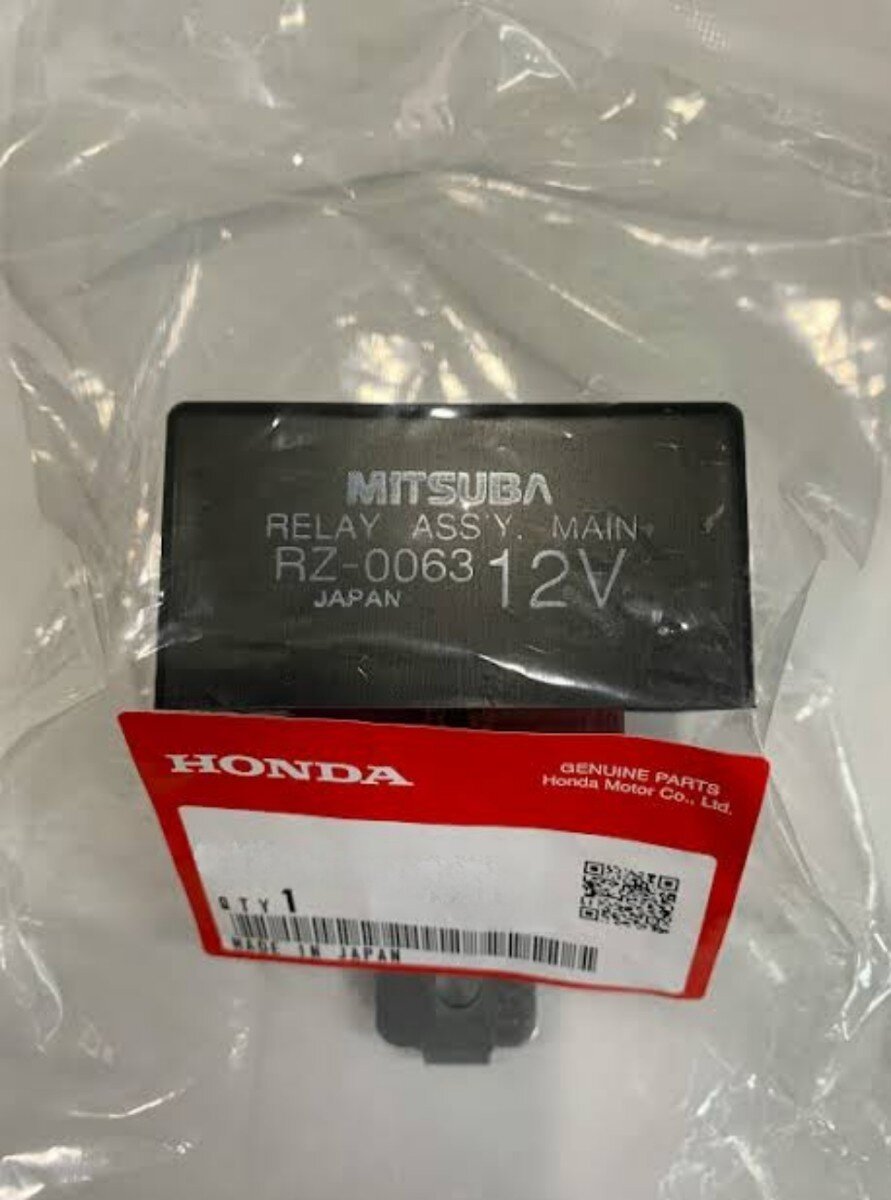 MITSUBA
RELAY ASS'Y. MAIN
RZ-0063 12V
JAPAN
HONDA
GENUINE PARTS
Honda Motor Co., Ltd.
QTY 1
MADE IN JAPAN